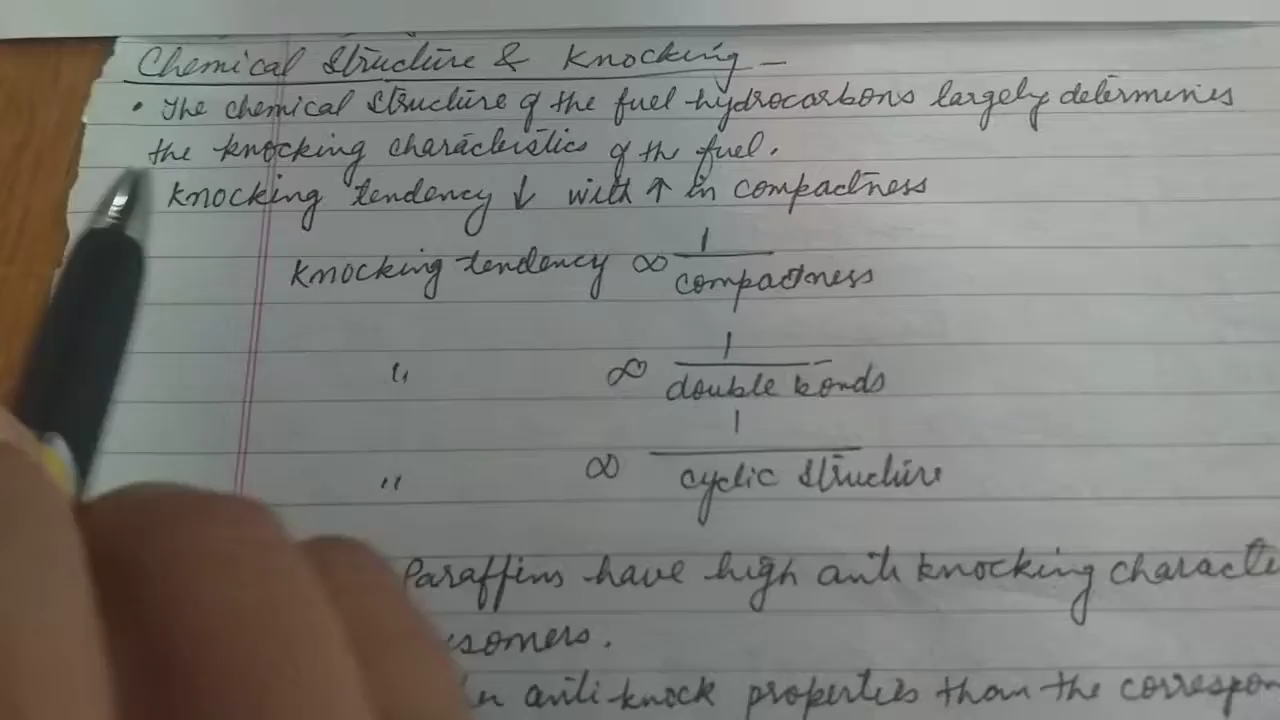 Chemical Structure & Knocking –
• The chemical structure of the fuel hydrocarbons largely determines
the knocking characteristics of the fuel.
Knocking tendency ↓ with ↑ in compactness
Knocking tendency ∝ 1/compactness
" ∝ 1/double bonds
" ∝ 1/cyclic structure
Paraffins have high anti knocking characte
isomers.
anti-knock properties than the correspon